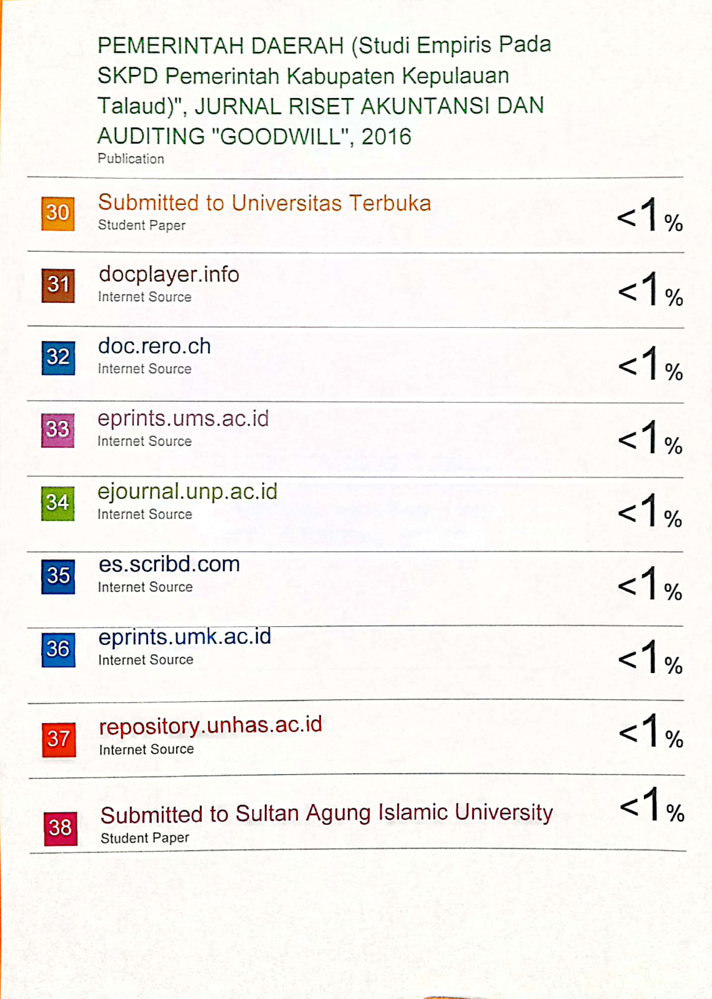 PEMERINTAH DAERAH (Studi Empiris Pada
SKPD Pemerintah Kabupaten Kepulauan
Talaud)", JURNAL RISET AKUNTANSI DAN
AUDITING "GOODWILL", 2016
Publication
30 Submitted to Universitas Terbuka <1%
Student Paper
31 docplayer.info <1%
Internet Source
32 doc.rero.ch <1%
Internet Source
33 eprints.ums.ac.id <1%
Internet Source
34 ejournal.unp.ac.id <1%
Internet Source
35 es.scribd.com <1%
Internet Source
36 eprints.umk.ac.id <1%
Internet Source
37 repository.unhas.ac.id <1%
Internet Source
38 Submitted to Sultan Agung Islamic University <1%
Student Paper